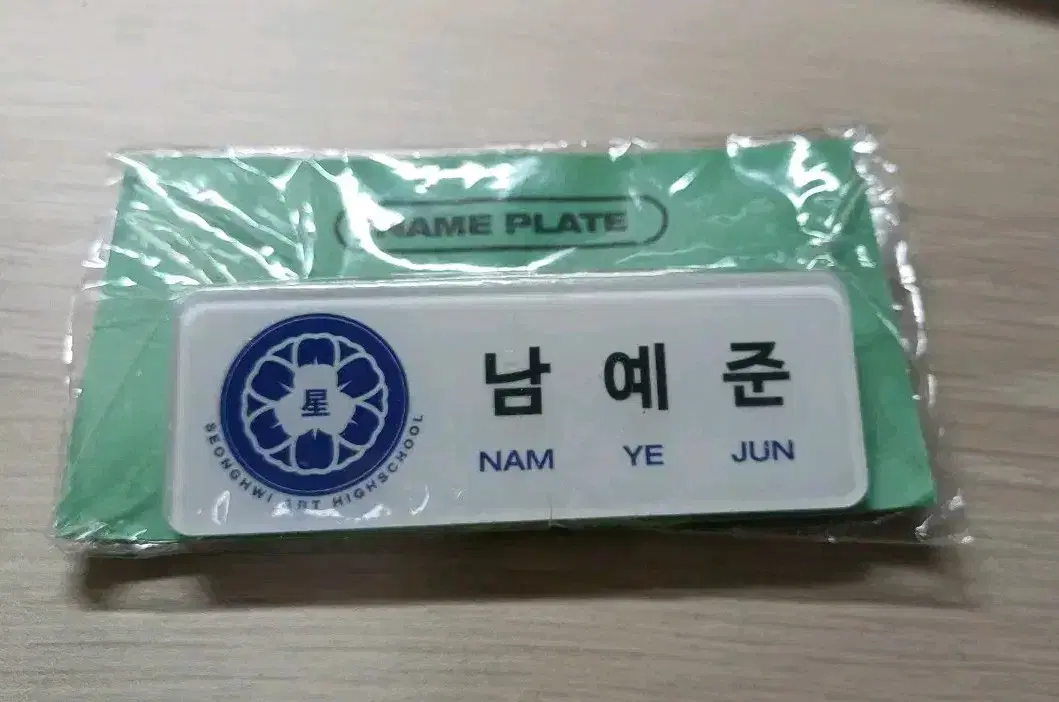 NAME PLATE
星
SEONGHWI ART HIGHSCHOOL
남 예 준
NAM YE JUN